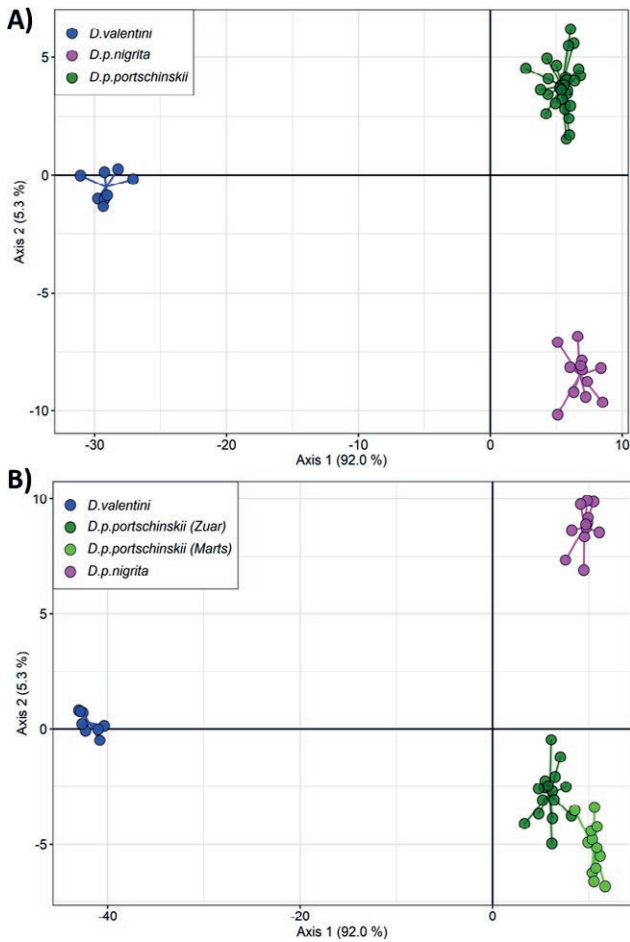 A)
D.valentini
D.p.nigrita
D.p.portschinskii
5
0
-5
-10
Axis 2 (5.3 %)
-30
-20
-10
0
10
Axis 1 (92.0 %)
B)
D.valentini
D.p.portschinskii (Zuar)
D.p.portschinskii (Marts)
D.p.nigrita
10
5
0
-5
Axis 2 (5.3 %)
-40
-20
0
Axis 1 (92.0 %)